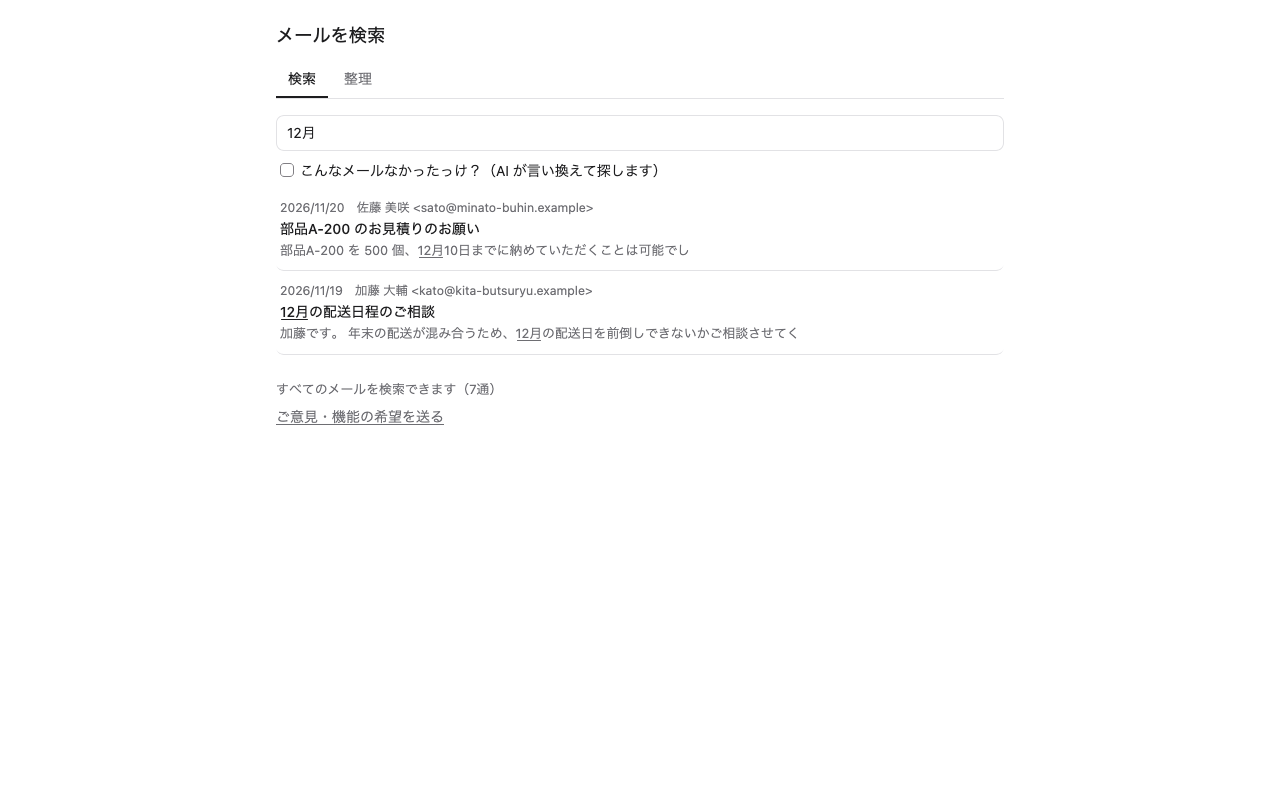 メールを検索
検索 整理
12月
こんなメールなかったっけ？（AI が言い換えて探します）
2026/11/20 佐藤 美咲 <sato@minato-buhin.example>
部品A-200 のお見積りのお願い
部品A-200 を 500 個、12月10日までに納めていただくことは可能でし
2026/11/19 加藤 大輔 <kato@kita-butsuryu.example>
12月の配送日程のご相談
加藤です。 年末の配送が混み合うため、12月の配送日を前倒しできないかご相談させてく
すべてのメールを検索できます（7通）
ご意見・機能の希望を送る